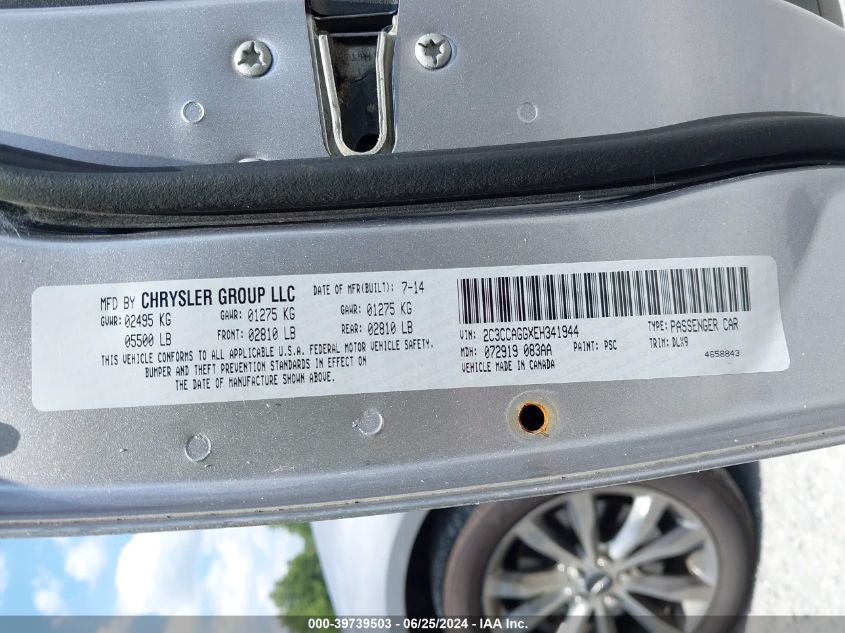 MFD BY CHRYSLER GROUP LLC DATE OF MFR(BUILT): 7-14
GVWR: 02495 KG GAWR: 01275 KG GAWR: 01275 KG
05500 LB FRONT: 02810 LB REAR: 02810 LB
THIS VEHICLE CONFORMS TO ALL APPLICABLE U.S.A. FEDERAL MOTOR VEHICLE SAFETY,
BUMPER AND THEFT PREVENTION STANDARDS IN EFFECT ON
THE DATE OF MANUFACTURE SHOWN ABOVE.
VIN: 2C3CCAGGXEH341944 TYPE: PASSENGER CAR
MDH: 072919 083AA PAINT: PSC TRIM: DLX9
VEHICLE MADE IN CANADA 4658843
000-39739503 - 06/25/2024 - IAA Inc.